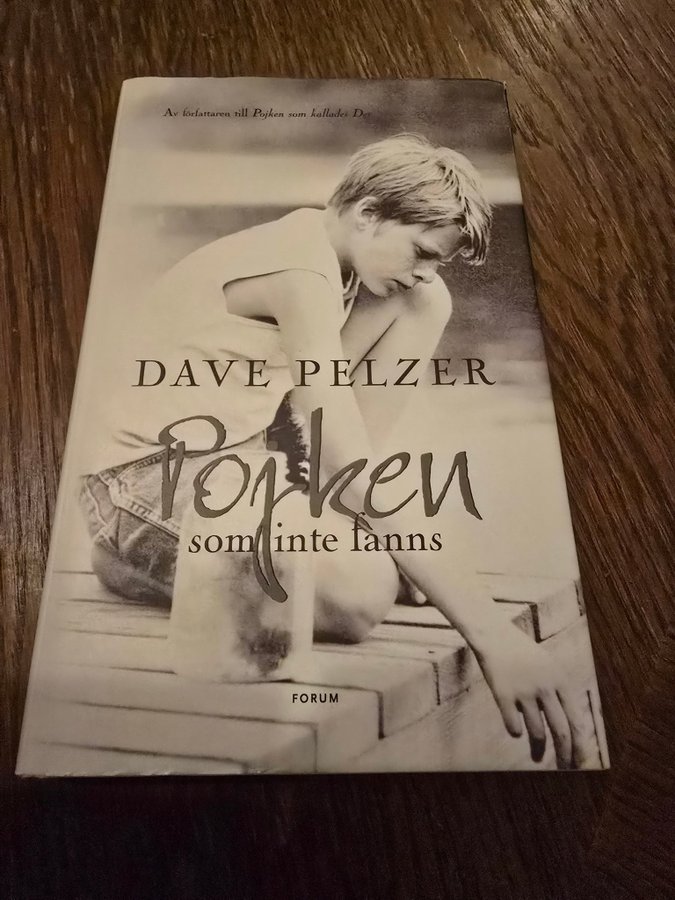 Av författaren till Pojken som kallades Det
DAVE PELZER
Pojken
som inte fanns
FORUM